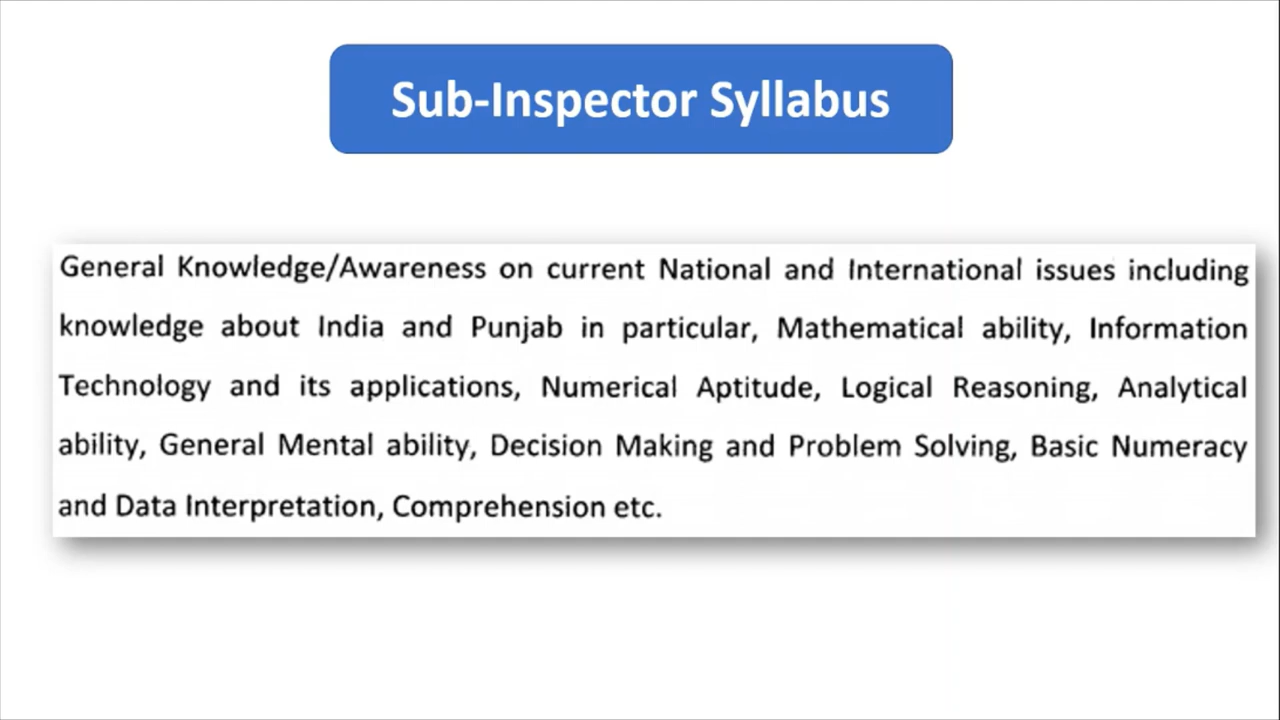 Sub-Inspector Syllabus
General Knowledge/Awareness on current National and International issues including
knowledge about India and Punjab in particular, Mathematical ability, Information
Technology and its applications, Numerical Aptitude, Logical Reasoning, Analytical
ability, General Mental ability, Decision Making and Problem Solving, Basic Numeracy
and Data Interpretation, Comprehension etc.